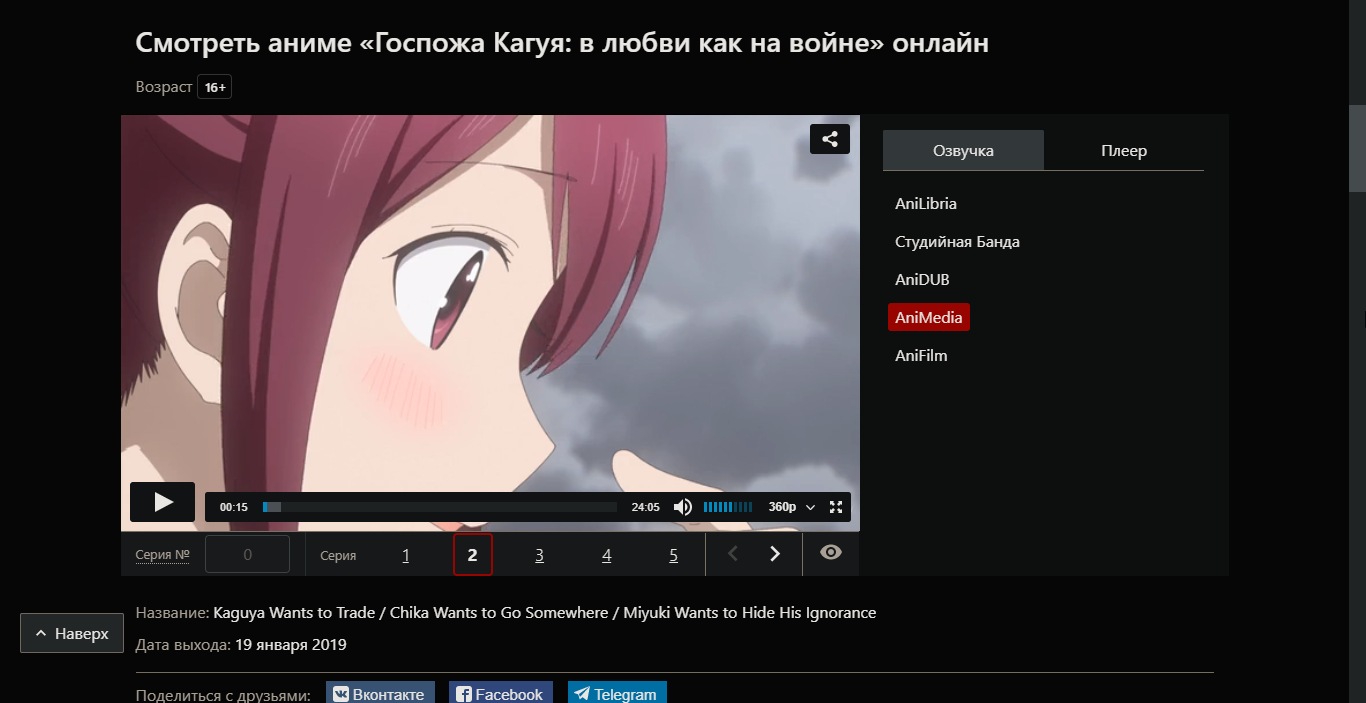 Смотреть аниме «Госпожа Кагуя: в любви как на войне» онлайн
Возраст 16+
Озвучка Плеер
AniLibria
Студийная Банда
AniDUB
AniMedia
AniFilm
00:15 24:05 360p
Серия № 0 Серия 1 2 3 4 5
Название: Kaguya Wants to Trade / Chika Wants to Go Somewhere / Miyuki Wants to Hide His Ignorance
Наверх
Дата выхода: 19 января 2019
Поделиться с друзьями: Вконтакте Facebook Telegram